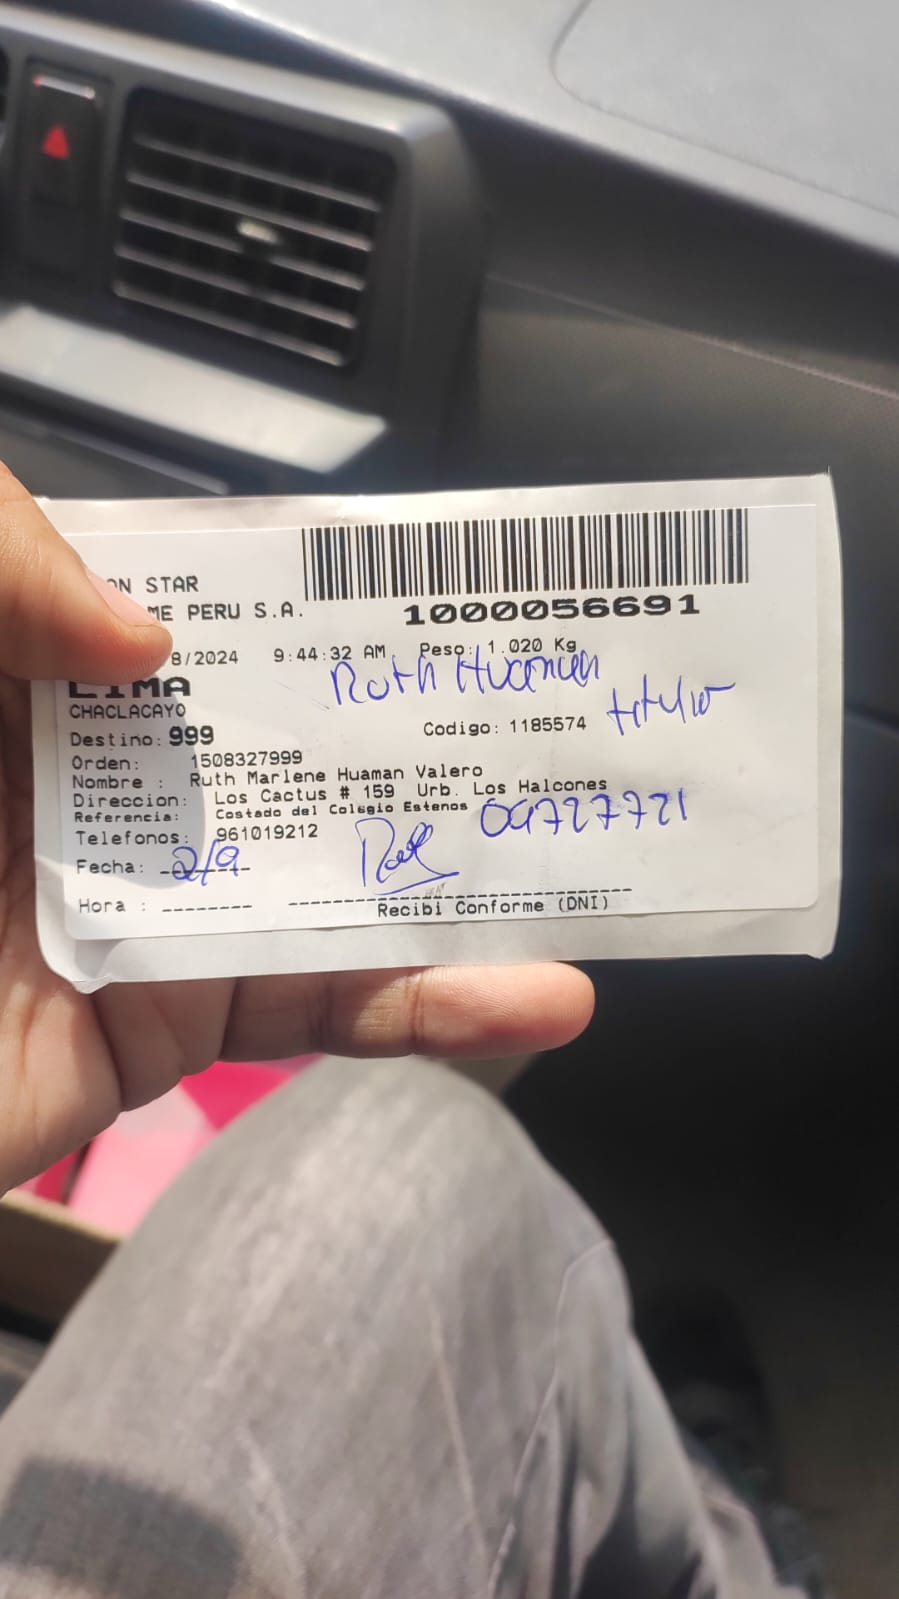 ON STAR
ME PERU S.A.
1000056691
8/2024 9:44:32 AM Peso: 1.020 Kg
LIMA
Ruth Huaman
titular
CHACLACAYO
Codigo: 1185574
Destino: 999
Orden: 1508327999
Nombre : Ruth Marlene Huaman Valero
Direccion: Los Cactus # 159 Urb. Los Halcones
Referencia: Costado del Colegio Estenos
09727721
Telefonos: 961019212
Fecha: 2/9
Hora :
Recibi Conforme (DNI)